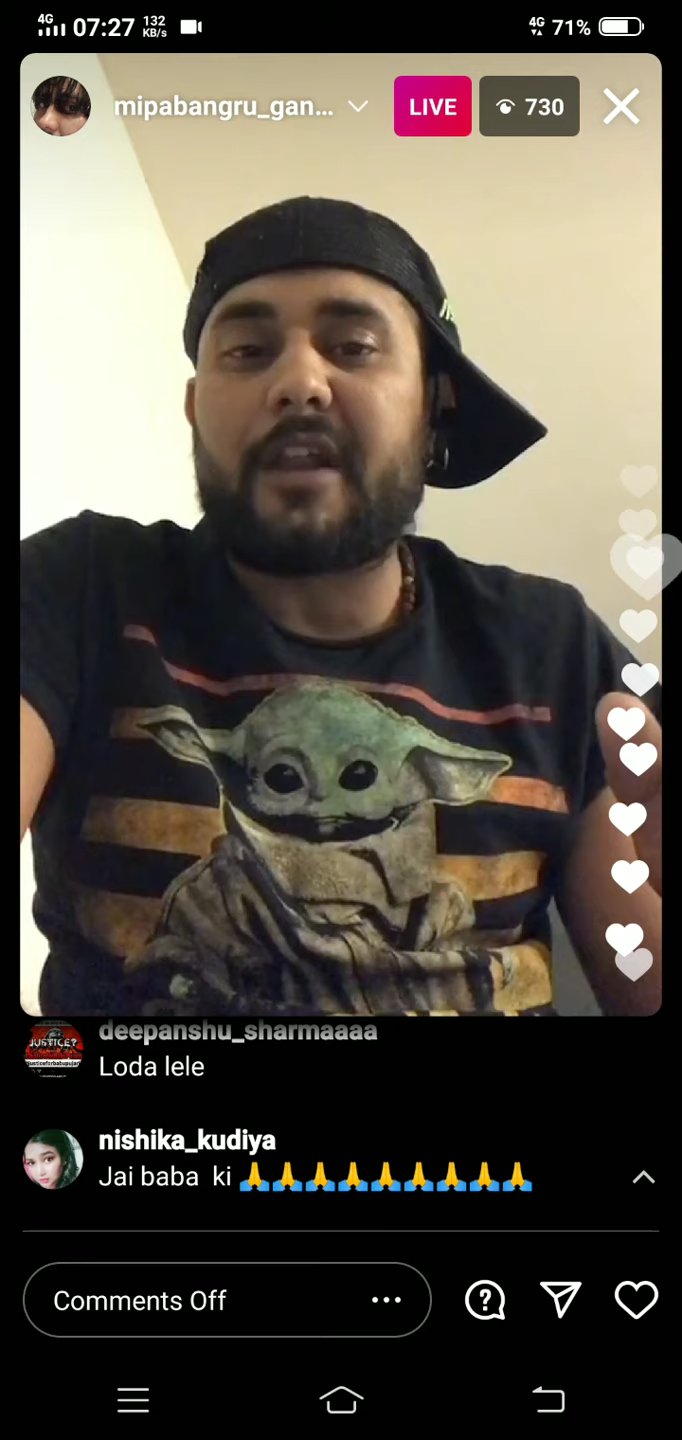 4G 07:27 132 KB/s 4G 71%
mipabangru_gan... LIVE 730
deepanshu_sharmaaaa
JUSTICE?
Loda lele
nishika_kudiya
Jai baba ki 🙏🙏🙏🙏🙏🙏🙏🙏🙏
Comments Off